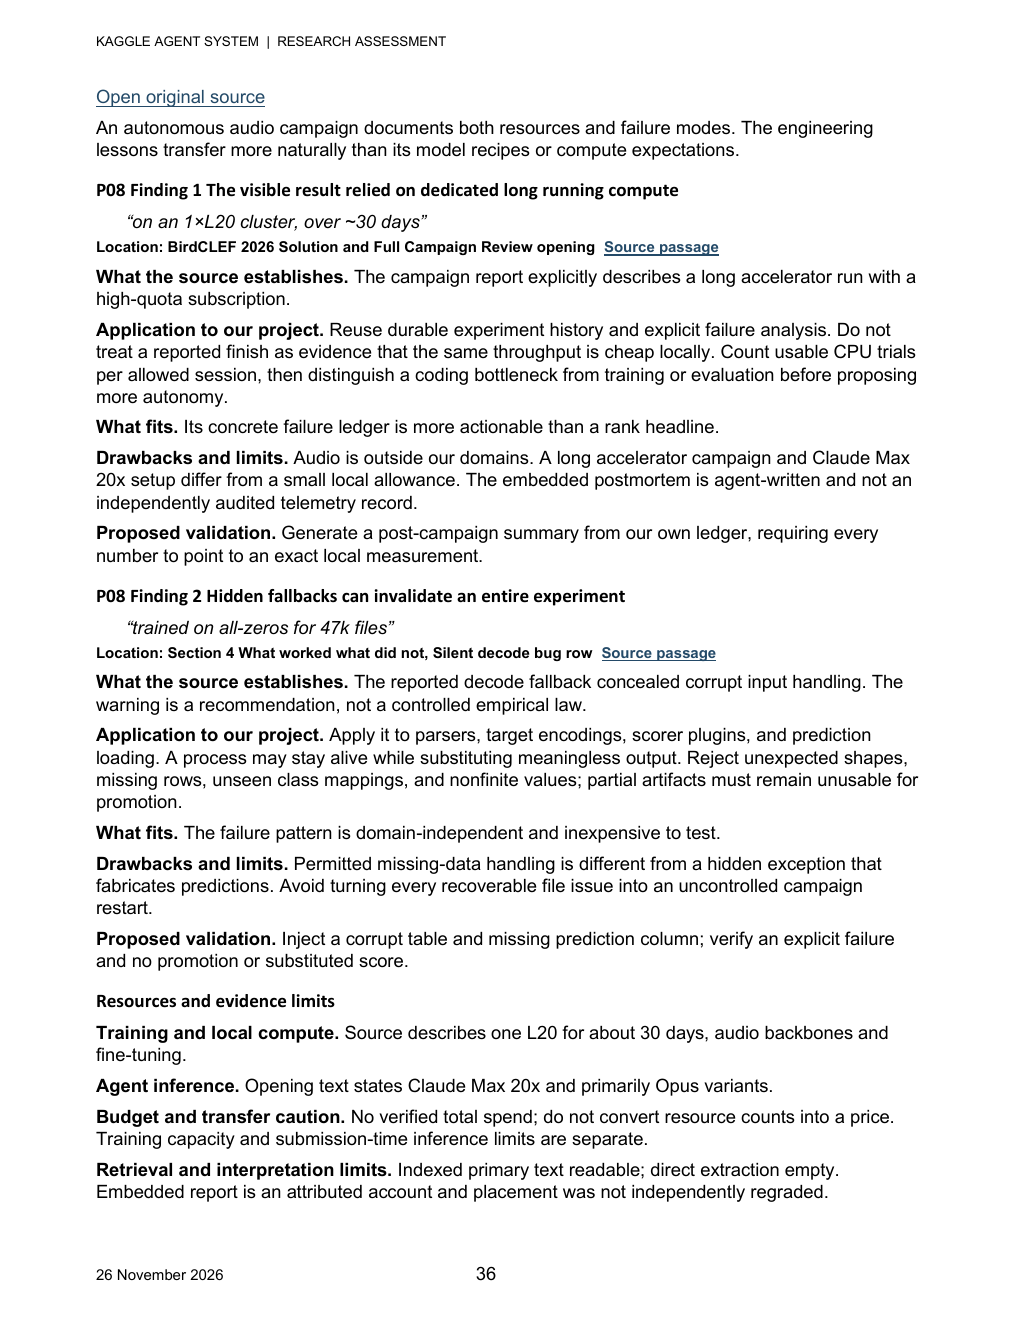 KAGGLE AGENT SYSTEM | RESEARCH ASSESSMENT
Open original source
An autonomous audio campaign documents both resources and failure modes. The engineering
lessons transfer more naturally than its model recipes or compute expectations.
P08 Finding 1 The visible result relied on dedicated long running compute
“on an 1×L20 cluster, over ~30 days”
Location: BirdCLEF 2026 Solution and Full Campaign Review opening Source passage
What the source establishes. The campaign report explicitly describes a long accelerator run with a
high-quota subscription.
Application to our project. Reuse durable experiment history and explicit failure analysis. Do not
treat a reported finish as evidence that the same throughput is cheap locally. Count usable CPU trials
per allowed session, then distinguish a coding bottleneck from training or evaluation before proposing
more autonomy.
What fits. Its concrete failure ledger is more actionable than a rank headline.
Drawbacks and limits. Audio is outside our domains. A long accelerator campaign and Claude Max
20x setup differ from a small local allowance. The embedded postmortem is agent-written and not an
independently audited telemetry record.
Proposed validation. Generate a post-campaign summary from our own ledger, requiring every
number to point to an exact local measurement.
P08 Finding 2 Hidden fallbacks can invalidate an entire experiment
“trained on all-zeros for 47k files”
Location: Section 4 What worked what did not, Silent decode bug row Source passage
What the source establishes. The reported decode fallback concealed corrupt input handling. The
warning is a recommendation, not a controlled empirical law.
Application to our project. Apply it to parsers, target encodings, scorer plugins, and prediction
loading. A process may stay alive while substituting meaningless output. Reject unexpected shapes,
missing rows, unseen class mappings, and nonfinite values; partial artifacts must remain unusable for
promotion.
What fits. The failure pattern is domain-independent and inexpensive to test.
Drawbacks and limits. Permitted missing-data handling is different from a hidden exception that
fabricates predictions. Avoid turning every recoverable file issue into an uncontrolled campaign
restart.
Proposed validation. Inject a corrupt table and missing prediction column; verify an explicit failure
and no promotion or substituted score.
Resources and evidence limits
Training and local compute. Source describes one L20 for about 30 days, audio backbones and
fine-tuning.
Agent inference. Opening text states Claude Max 20x and primarily Opus variants.
Budget and transfer caution. No verified total spend; do not convert resource counts into a price.
Training capacity and submission-time inference limits are separate.
Retrieval and interpretation limits. Indexed primary text readable; direct extraction empty.
Embedded report is an attributed account and placement was not independently regraded.
26 November 2026 36